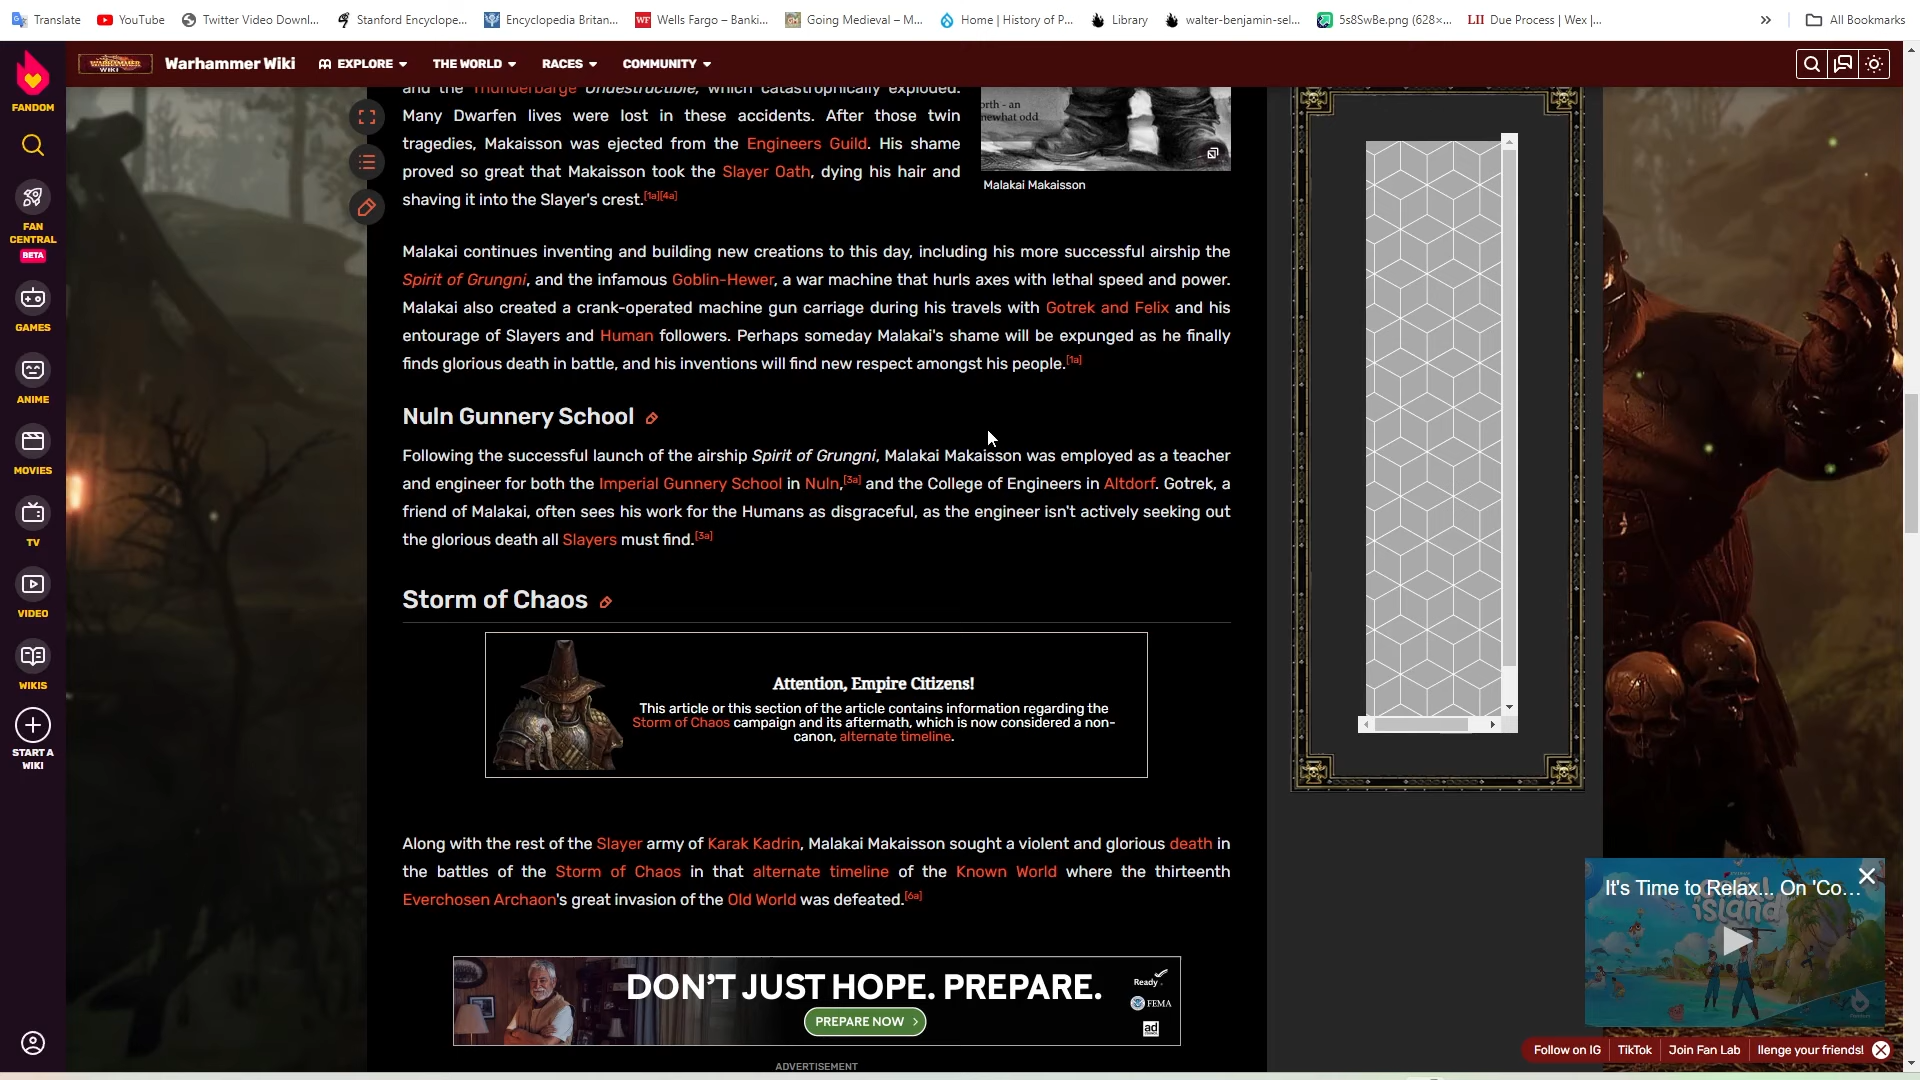 Translate YouTube Twitter Video Downl... Stanford Encyclope... Encyclopedia Britan... Wells Fargo – Banki... Going Medieval – M... Home | History of P... Library walter-benjamin-sel... 5s8SwBe.png (628×... LII Due Process | Wex |... » All Bookmarks
WARHAMMER WIKI Warhammer Wiki EXPLORE THE WORLD RACES COMMUNITY
FANDOM
FAN CENTRAL
BETA
GAMES
ANIME
MOVIES
TV
VIDEO
WIKIS
START A WIKI
and the Thunderbarge Undestructible, which catastrophically exploded.
Many Dwarfen lives were lost in these accidents. After those twin
tragedies, Makaisson was ejected from the Engineers Guild. His shame
proved so great that Makaisson took the Slayer Oath, dying his hair and
shaving it into the Slayer's crest.[1a][4a]
orth - an
newhat odd
Malakai Makaisson
Malakai continues inventing and building new creations to this day, including his more successful airship the
Spirit of Grungni, and the infamous Goblin-Hewer, a war machine that hurls axes with lethal speed and power.
Malakai also created a crank-operated machine gun carriage during his travels with Gotrek and Felix and his
entourage of Slayers and Human followers. Perhaps someday Malakai's shame will be expunged as he finally
finds glorious death in battle, and his inventions will find new respect amongst his people.[1a]
Nuln Gunnery School
Following the successful launch of the airship Spirit of Grungni, Malakai Makaisson was employed as a teacher
and engineer for both the Imperial Gunnery School in Nuln,[3a] and the College of Engineers in Altdorf. Gotrek, a
friend of Malakai, often sees his work for the Humans as disgraceful, as the engineer isn't actively seeking out
the glorious death all Slayers must find.[3a]
Storm of Chaos
Attention, Empire Citizens!
This article or this section of the article contains information regarding the
Storm of Chaos campaign and its aftermath, which is now considered a non-
canon, alternate timeline.
Along with the rest of the Slayer army of Karak Kadrin, Malakai Makaisson sought a violent and glorious death in
the battles of the Storm of Chaos in that alternate timeline of the Known World where the thirteenth
Everchosen Archaon's great invasion of the Old World was defeated.[6a]
DON'T JUST HOPE. PREPARE.
PREPARE NOW >
Ready
FEMA
ad
ADVERTISEMENT
It's Time to Relax... On 'Co...
island
Follow on IG TikTok Join Fan Lab llenge your friends!